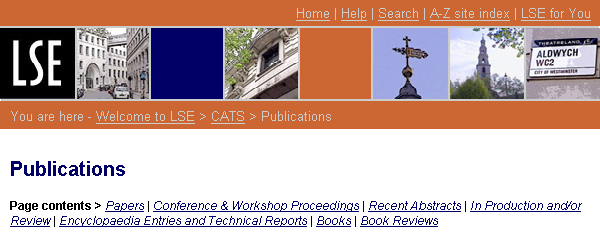 Home | Help | Search | A-Z site index | LSE for You
LSE
THEATRELAND
ALDWYCH
WC2
CITY OF WESTMINSTER
You are here - Welcome to LSE > CATS > Publications
Publications
Page contents > Papers | Conference & Workshop Proceedings | Recent Abstracts | In Production and/or
Review | Encyclopaedia Entries and Technical Reports | Books | Book Reviews